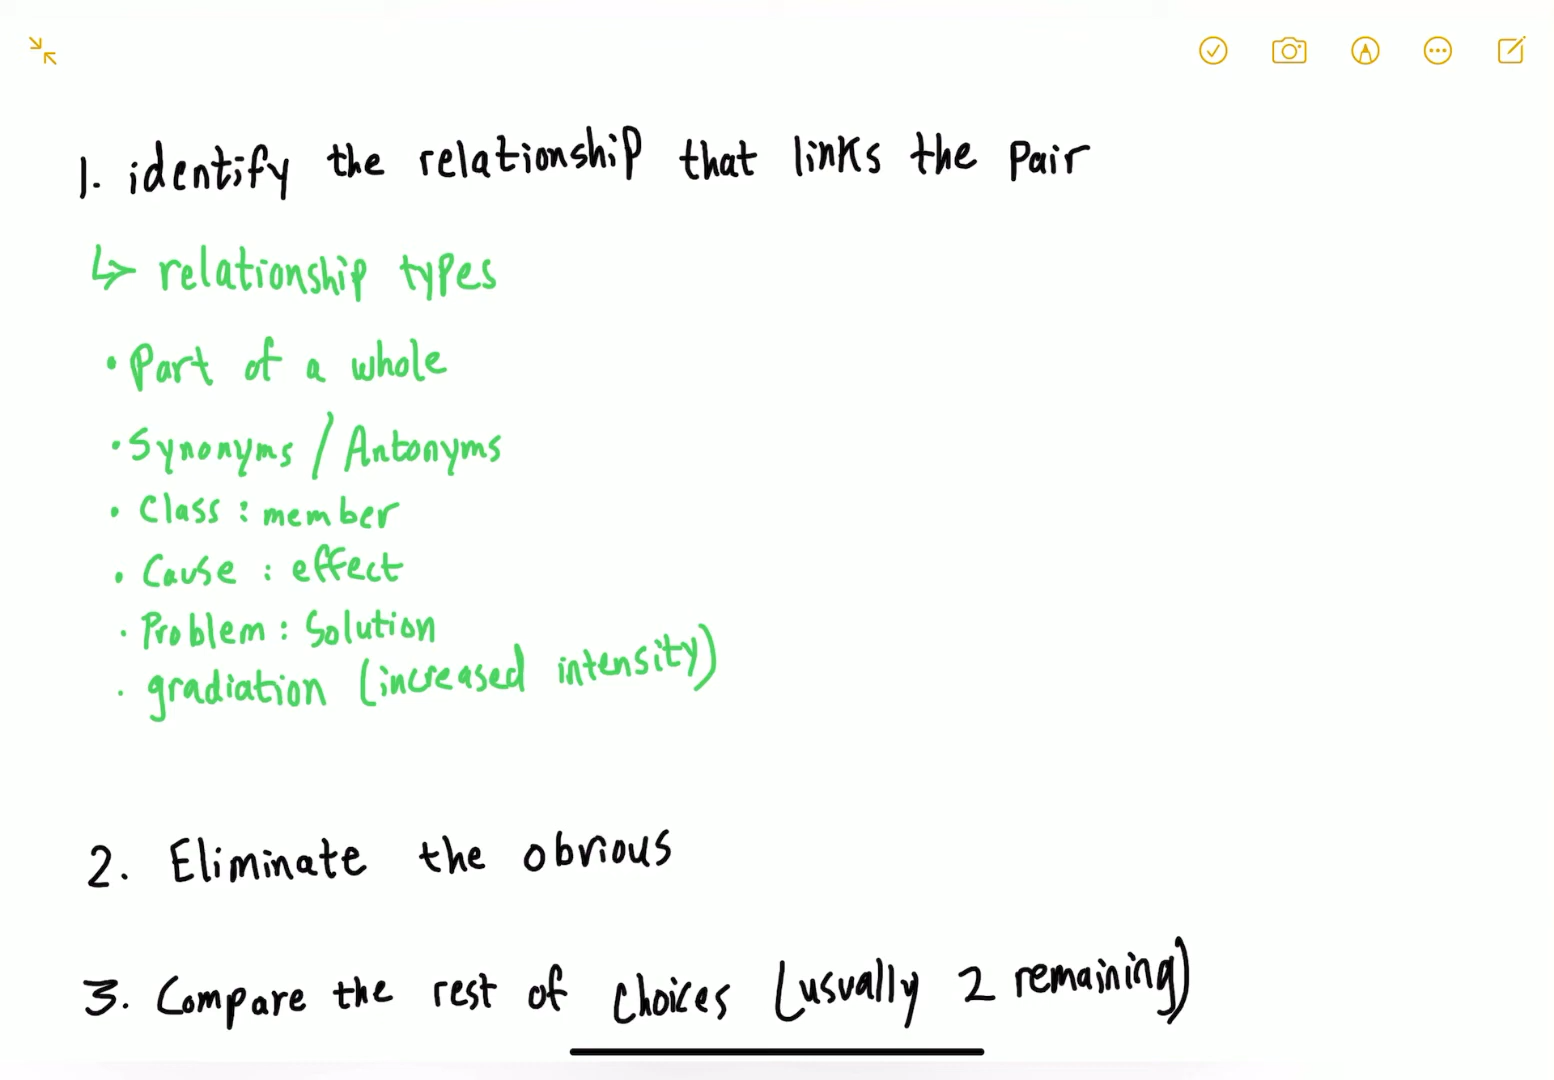 1. identify the relationship that links the pair
↳ relationship types
• Part of a whole
• Synonyms / Antonyms
• Class : member
• Cause : effect
• Problem : Solution
• gradiation (increased intensity)
2. Eliminate the obvious
3. Compare the rest of choices (usually 2 remaining)